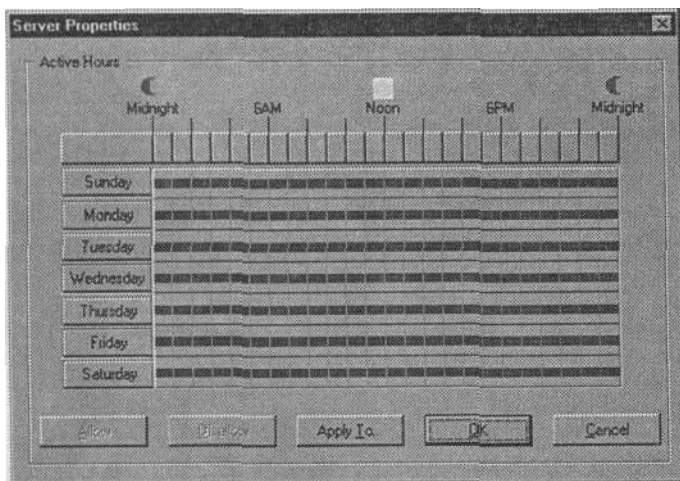 Server Properties
Active Hours
Midnight 6AM Noon 6PM Midnight
Sunday
Monday
Tuesday
Wednesday
Thursday
Friday
Saturday
Allow Disallow Apply To OK Cancel